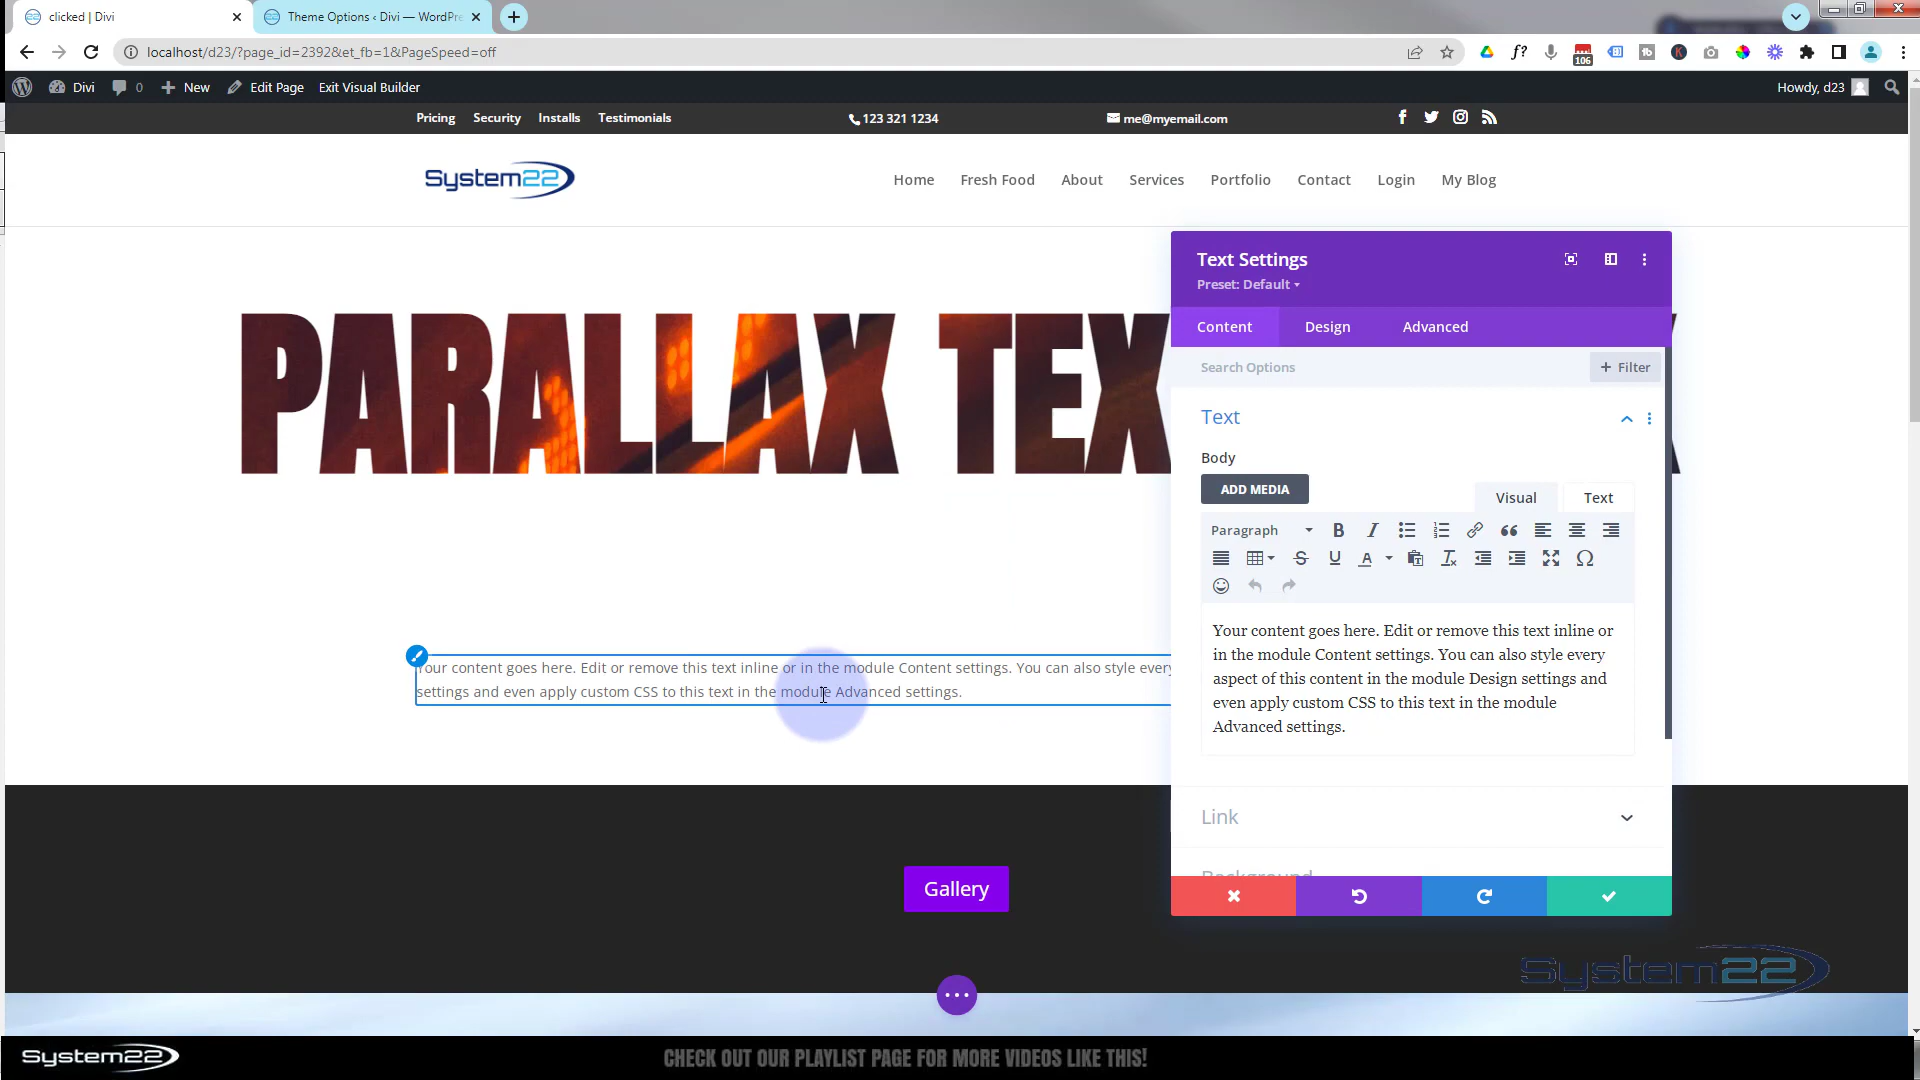 clicked | Divi
Theme Options ‹ Divi — WordPre
localhost/d23/?page_id=2392&et_fb=1&PageSpeed=off
106
Divi 0 New Edit Page Exit Visual Builder
Howdy, d23
Pricing Security Installs Testimonials
123 321 1234
me@myemail.com
System22
Home Fresh Food About Services Portfolio Contact Login My Blog
PARALLAX TEX
Text Settings
Preset: Default
Content Design Advanced
Search Options
+ Filter
Text
Body
ADD MEDIA
Visual Text
Paragraph
Your content goes here. Edit or remove this text inline or
in the module Content settings. You can also style every
aspect of this content in the module Design settings and
even apply custom CSS to this text in the module
Advanced settings.
Your content goes here. Edit or remove this text inline or in the module Content settings. You can also style every
settings and even apply custom CSS to this text in the module Advanced settings.
Link
Background
Gallery
System22
System22
CHECK OUT OUR PLAYLIST PAGE FOR MORE VIDEOS LIKE THIS!